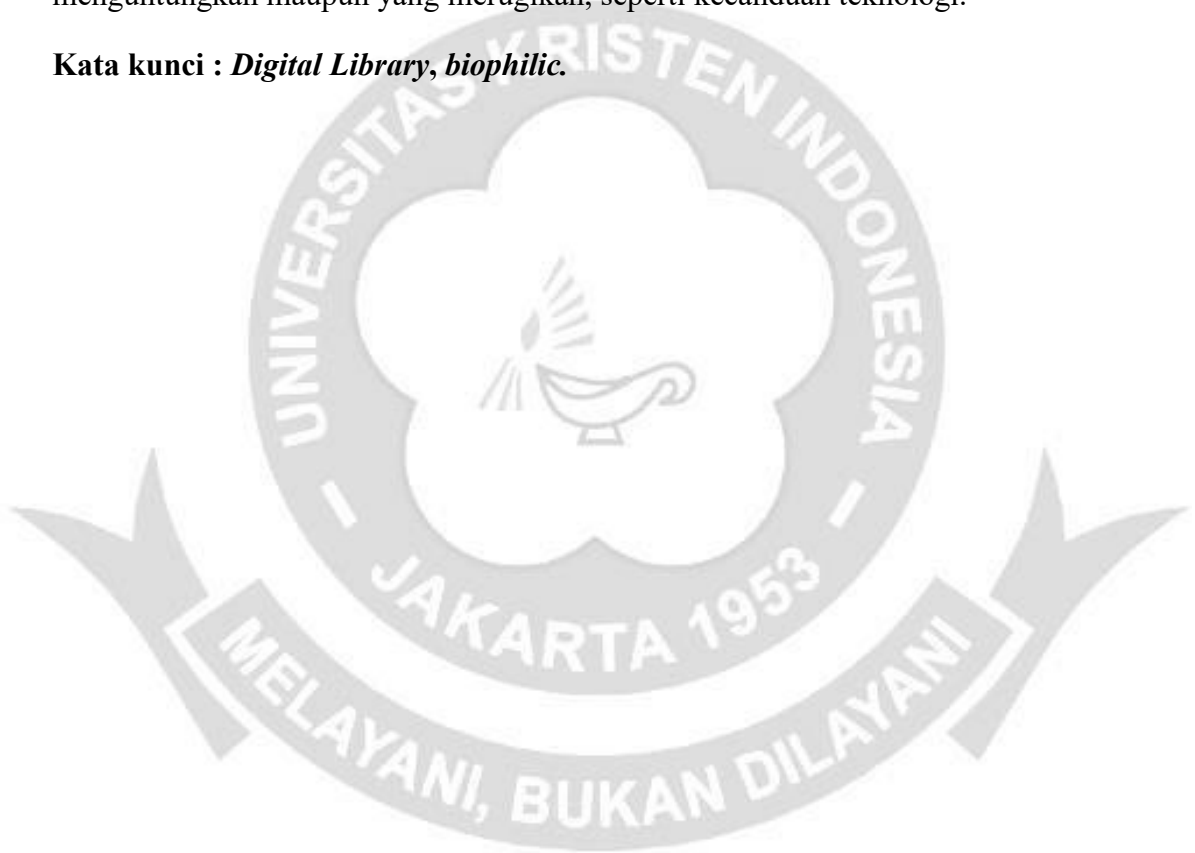 menguntungkan maupun yang merugikan, seperti kecanduan teknologi.
Kata kunci : Digital Library, biophilic.
UNIVERSITAS KRISTEN INDONESIA
- JAKARTA 1953 -
MELAYANI, BUKAN DILAYANI